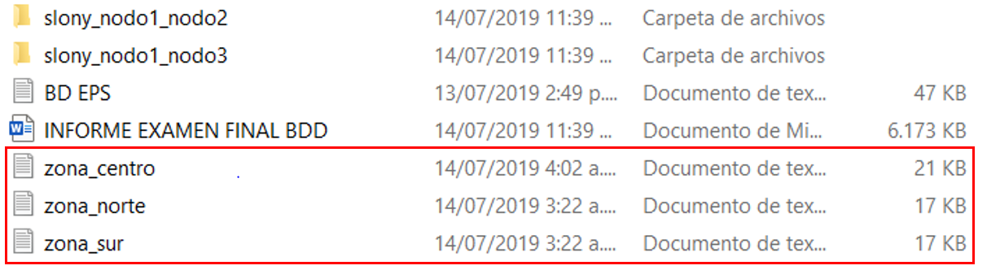 slony_nodo1_nodo2 14/07/2019 11:39 ... Carpeta de archivos
slony_nodo1_nodo3 14/07/2019 11:39 ... Carpeta de archivos
BD EPS 13/07/2019 2:49 p.... Documento de tex... 47 KB
INFORME EXAMEN FINAL BDD 14/07/2019 11:39 ... Documento de Mi... 6.173 KB
zona_centro 14/07/2019 4:02 a.... Documento de tex... 21 KB
zona_norte 14/07/2019 3:22 a.... Documento de tex... 17 KB
zona_sur 14/07/2019 3:22 a.... Documento de tex... 17 KB